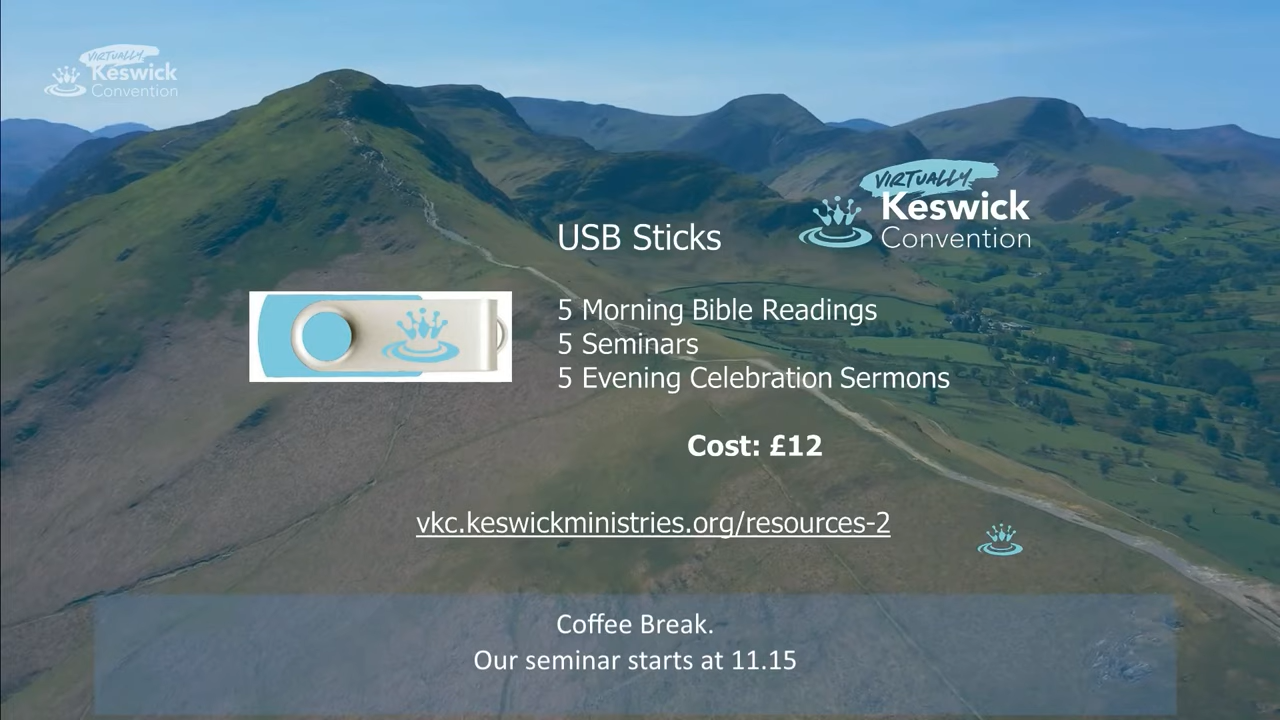 VIRTUALLY
Keswick
Convention
VIRTUALLY
Keswick
Convention
USB Sticks
5 Morning Bible Readings
5 Seminars
5 Evening Celebration Sermons
Cost: £12
vkc.keswickministries.org/resources-2
Coffee Break.
Our seminar starts at 11.15